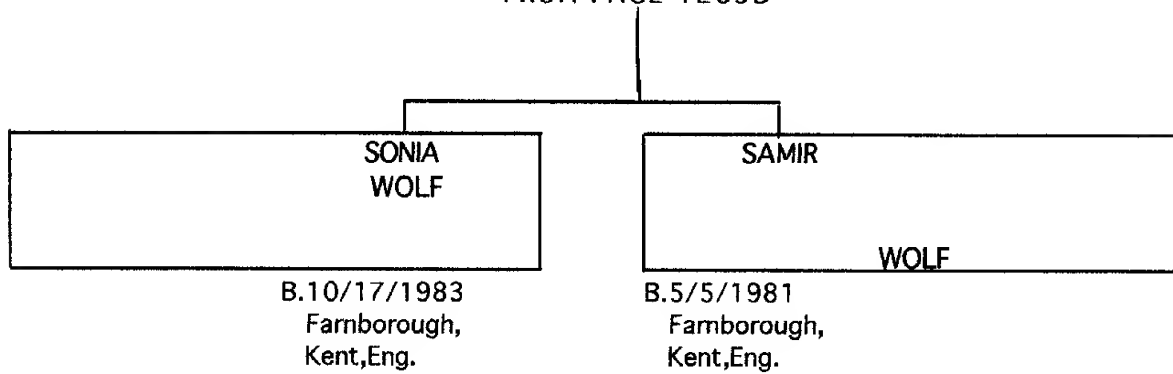 SONIA
WOLF
SAMIR
WOLF
B.10/17/1983
Farnborough,
Kent,Eng.
B.5/5/1981
Farnborough,
Kent,Eng.